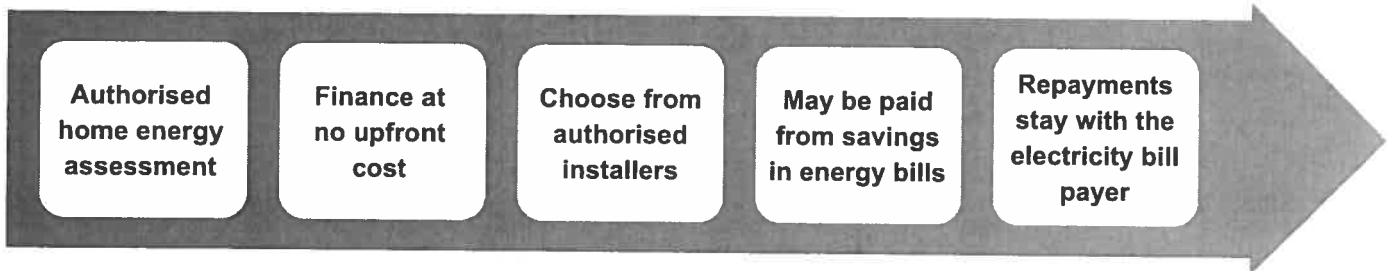 Authorised
home energy
assessment
Finance at
no upfront
cost
Choose from
authorised
installers
May be paid
from savings
in energy bills
Repayments
stay with the
electricity bill
payer